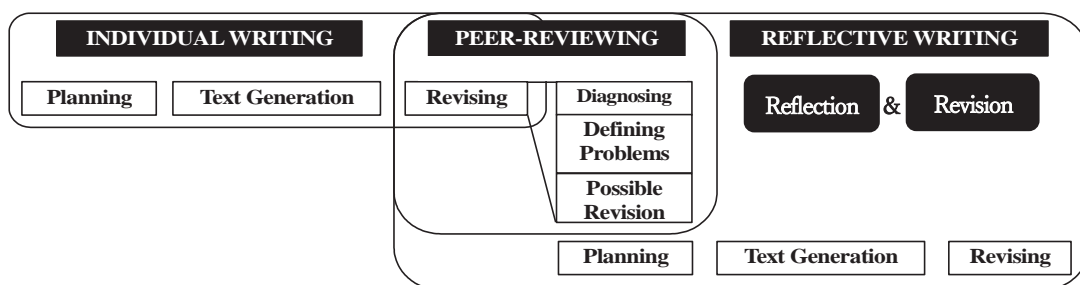 INDIVIDUAL WRITING
PEER-REVIEWING
REFLECTIVE WRITING
Planning
Text Generation
Revising
Diagnosing
Defining
Problems
Possible
Revision
Reflection
&
Revision
Planning
Text Generation
Revising